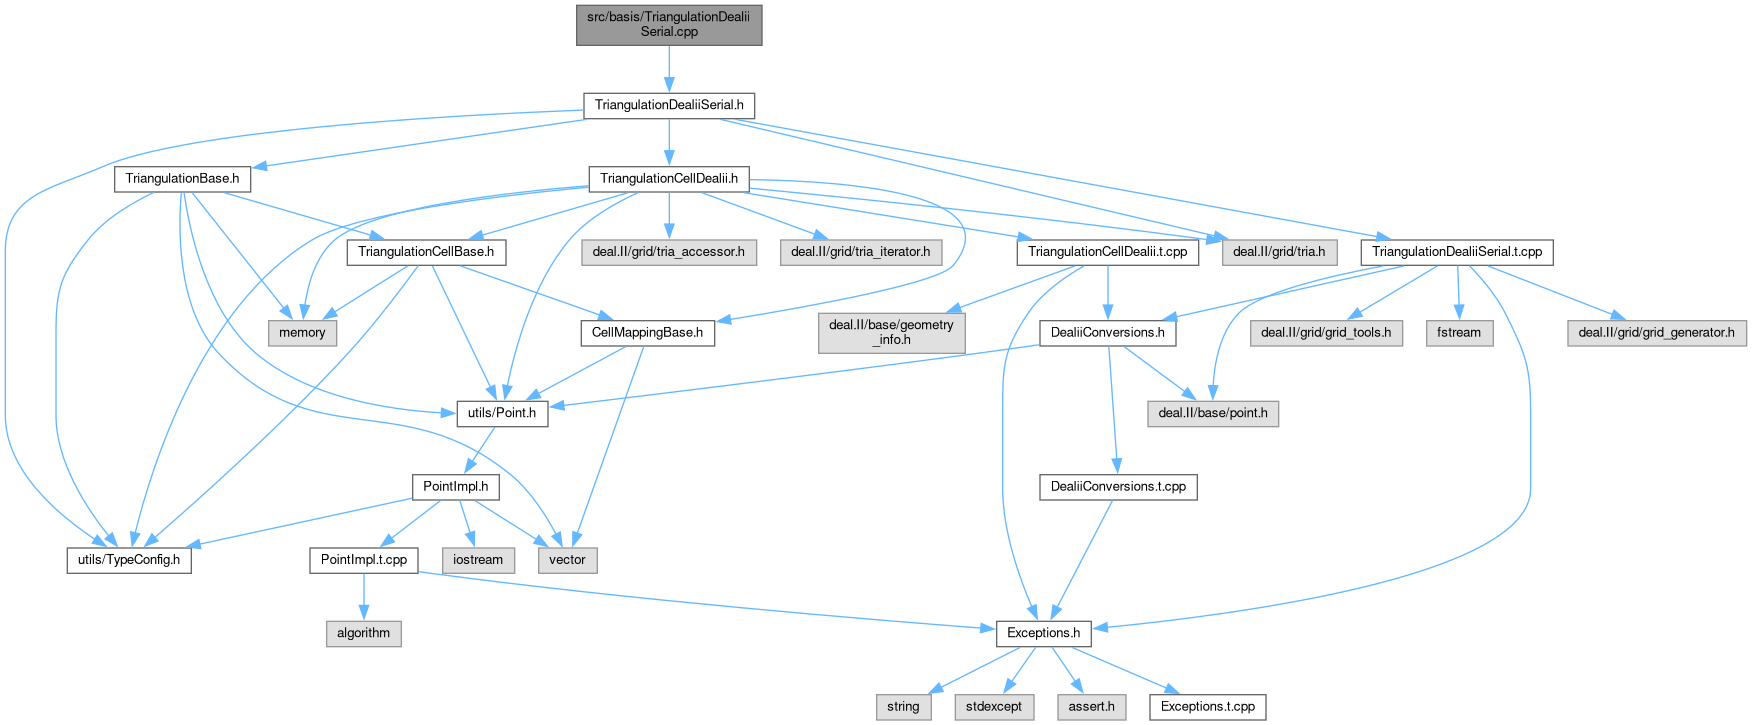 src/basis/TriangulationDealii
Serial.cpp
TriangulationDealiiSerial.h
TriangulationBase.h
TriangulationCellDealii.h
TriangulationCellBase.h
deal.II/grid/tria_accessor.h
deal.II/grid/tria_iterator.h
TriangulationCellDealii.t.cpp
deal.II/grid/tria.h
TriangulationDealiiSerial.t.cpp
memory
CellMappingBase.h
deal.II/base/geometry
_info.h
DealiiConversions.h
deal.II/grid/grid_tools.h
fstream
deal.II/grid/grid_generator.h
utils/Point.h
deal.II/base/point.h
PointImpl.h
DealiiConversions.t.cpp
utils/TypeConfig.h
PointImpl.t.cpp
iostream
vector
algorithm
Exceptions.h
string
stdexcept
assert.h
Exceptions.t.cpp